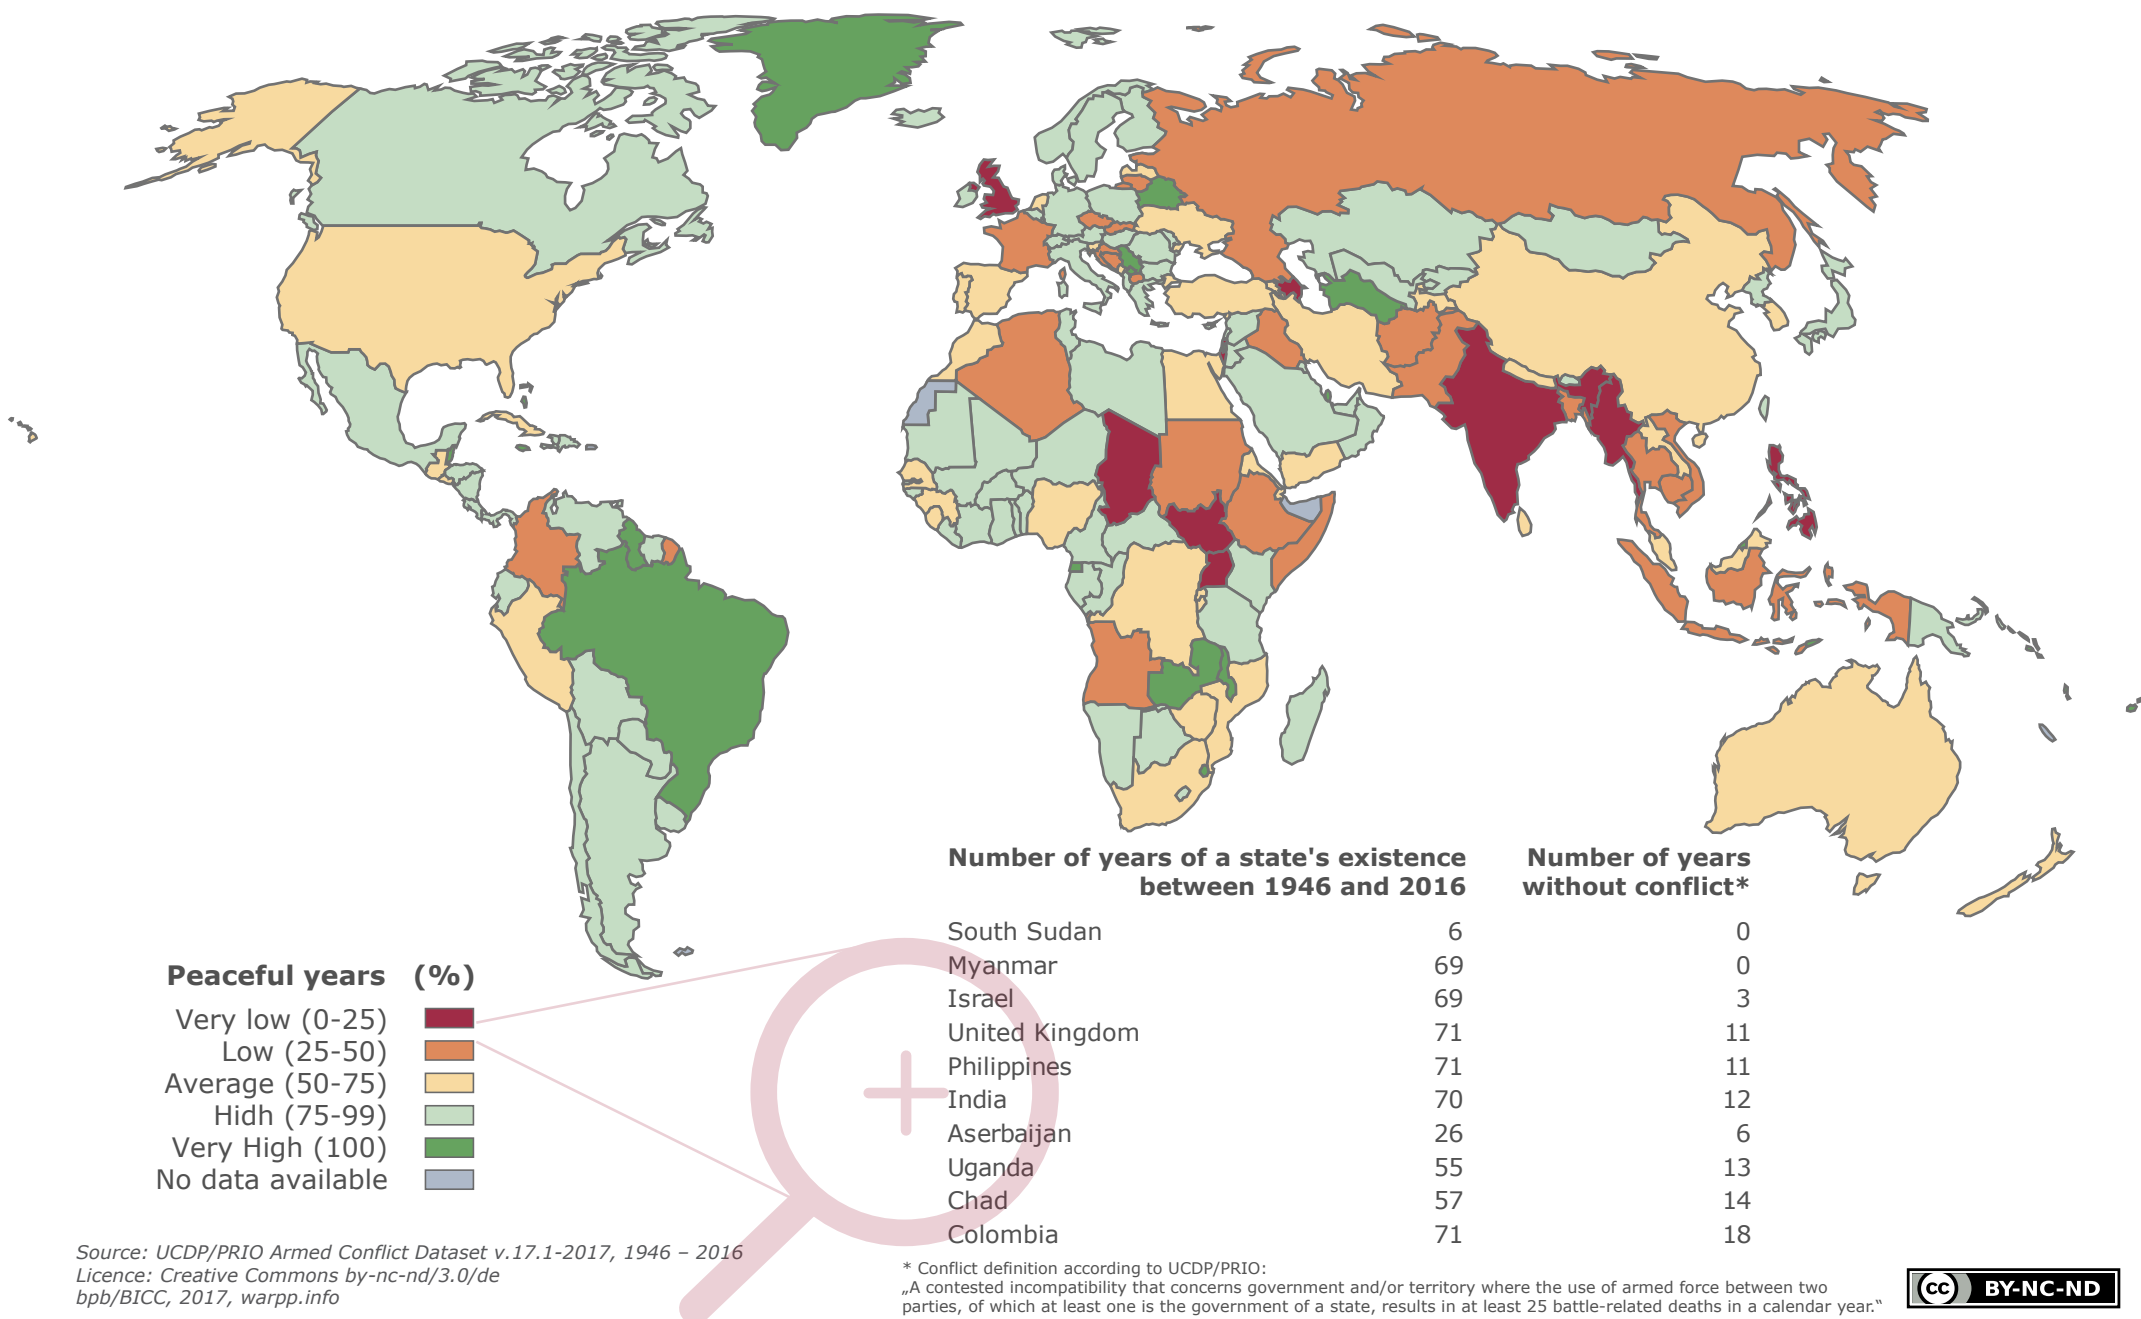 Number of years of a state's existence between 1946 and 2016
Number of years without conflict*
South Sudan 6 0
Myanmar 69 0
Israel 69 3
United Kingdom 71 11
Philippines 71 11
India 70 12
Aserbaijan 26 6
Uganda 55 13
Chad 57 14
Colombia 71 18
Peaceful years (%)
Very low (0-25)
Low (25-50)
Average (50-75)
Hidh (75-99)
Very High (100)
No data available
Source: UCDP/PRIO Armed Conflict Dataset v.17.1-2017, 1946 – 2016
Licence: Creative Commons by-nc-nd/3.0/de
bpb/BICC, 2017, warpp.info
* Conflict definition according to UCDP/PRIO:
„A contested incompatibility that concerns government and/or territory where the use of armed force between two
parties, of which at least one is the government of a state, results in at least 25 battle-related deaths in a calendar year.“
cc BY-NC-ND